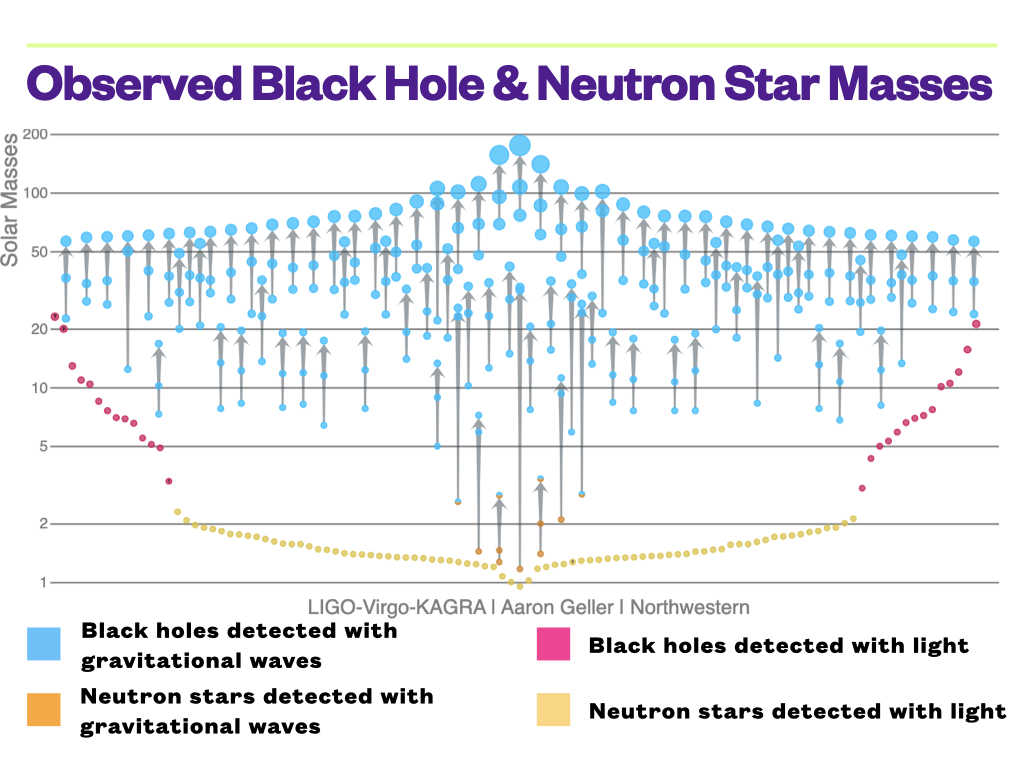 Observed Black Hole & Neutron Star Masses
Solar Masses
200
100
50
20
10
5
2
1
LIGO-Virgo-KAGRA | Aaron Geller | Northwestern
Black holes detected with
gravitational waves
Black holes detected with light
Neutron stars detected with
gravitational waves
Neutron stars detected with light